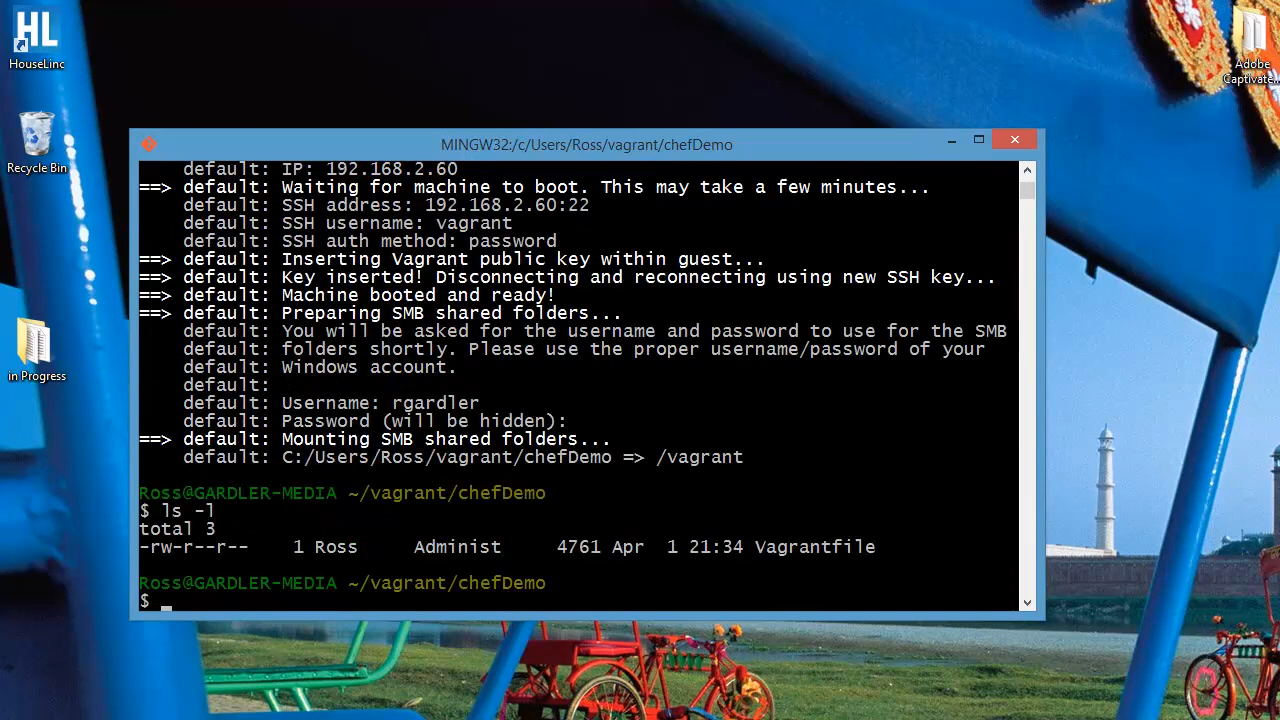 HL
HouseLinc
Recycle Bin
in Progress
Adobe
Captivate...
MINGW32:/c/Users/Ross/vagrant/chefDemo
default: IP: 192.168.2.60
==> default: Waiting for machine to boot. This may take a few minutes...
default: SSH address: 192.168.2.60:22
default: SSH username: vagrant
default: SSH auth method: password
==> default: Inserting Vagrant public key within guest...
==> default: Key inserted! Disconnecting and reconnecting using new SSH key...
==> default: Machine booted and ready!
==> default: Preparing SMB shared folders...
default: You will be asked for the username and password to use for the SMB
default: folders shortly. Please use the proper username/password of your
default: Windows account.
default:
default: Username: rgardler
default: Password (will be hidden):
==> default: Mounting SMB shared folders...
default: C:/Users/Ross/vagrant/chefDemo => /vagrant
Ross@GARDLER-MEDIA ~/vagrant/chefDemo
$ ls -l
total 3
-rw-r--r-- 1 Ross Administ 4761 Apr 1 21:34 Vagrantfile
Ross@GARDLER-MEDIA ~/vagrant/chefDemo
$